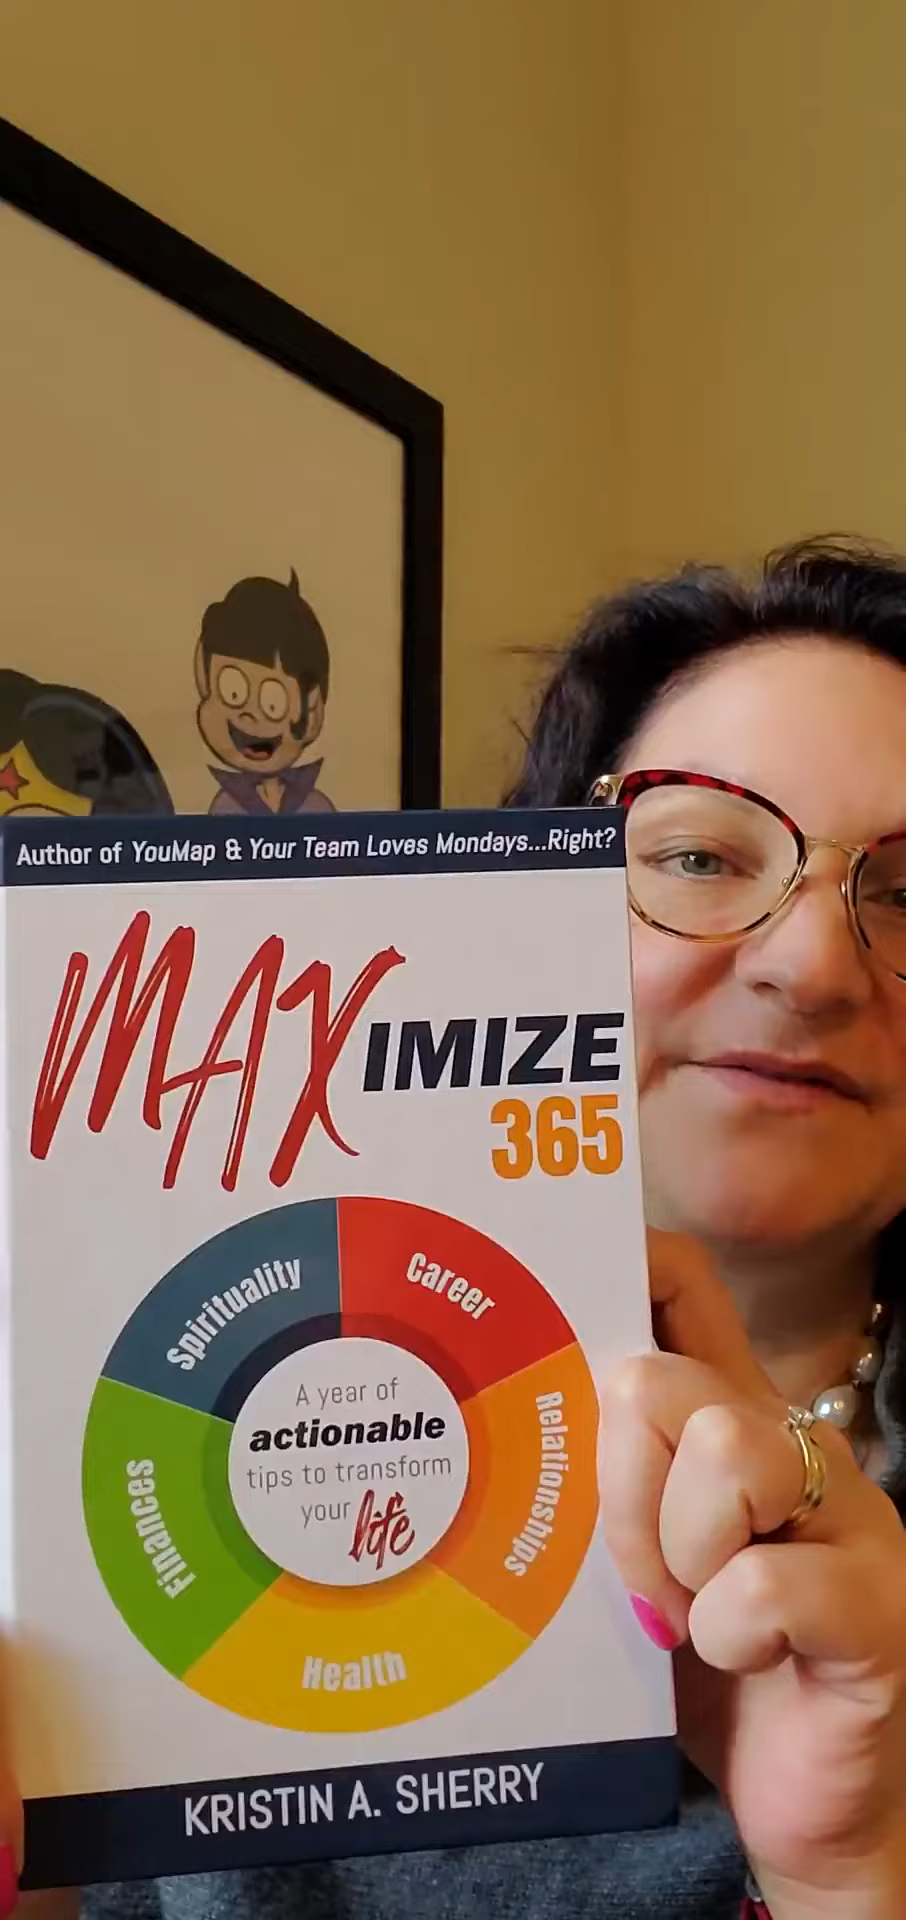 Author of YouMap & Your Team Loves Mondays...Right?
MAXIMIZE
365
Spirituality
Career
Relationships
Health
Finances
A year of
actionable
tips to transform
your life
KRISTIN A. SHERRY